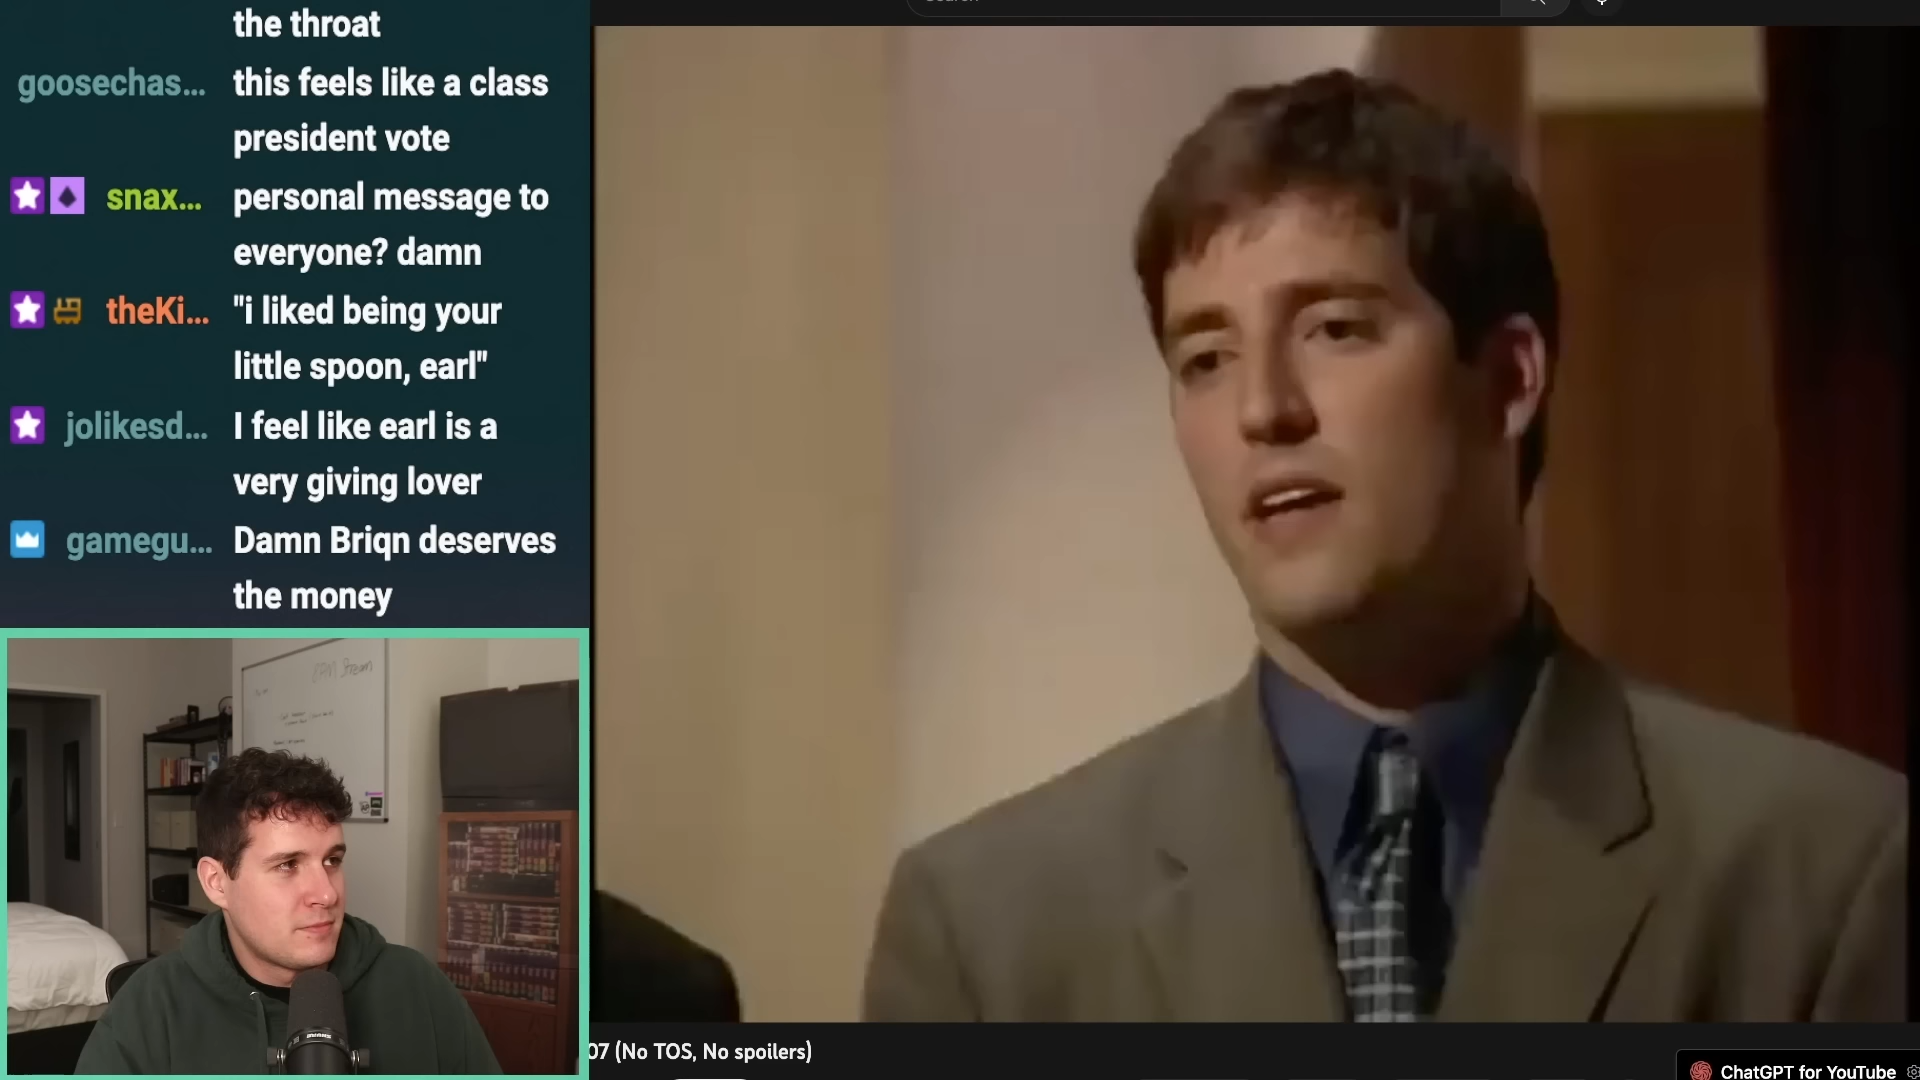 Search
the throat
goosechas... this feels like a class
president vote
snax... personal message to
everyone? damn
theKi... "i liked being your
little spoon, earl"
jolikesd... I feel like earl is a
very giving lover
gamegu... Damn Briqn deserves
the money
07 (No TOS, No spoilers)
ChatGPT for YouTube